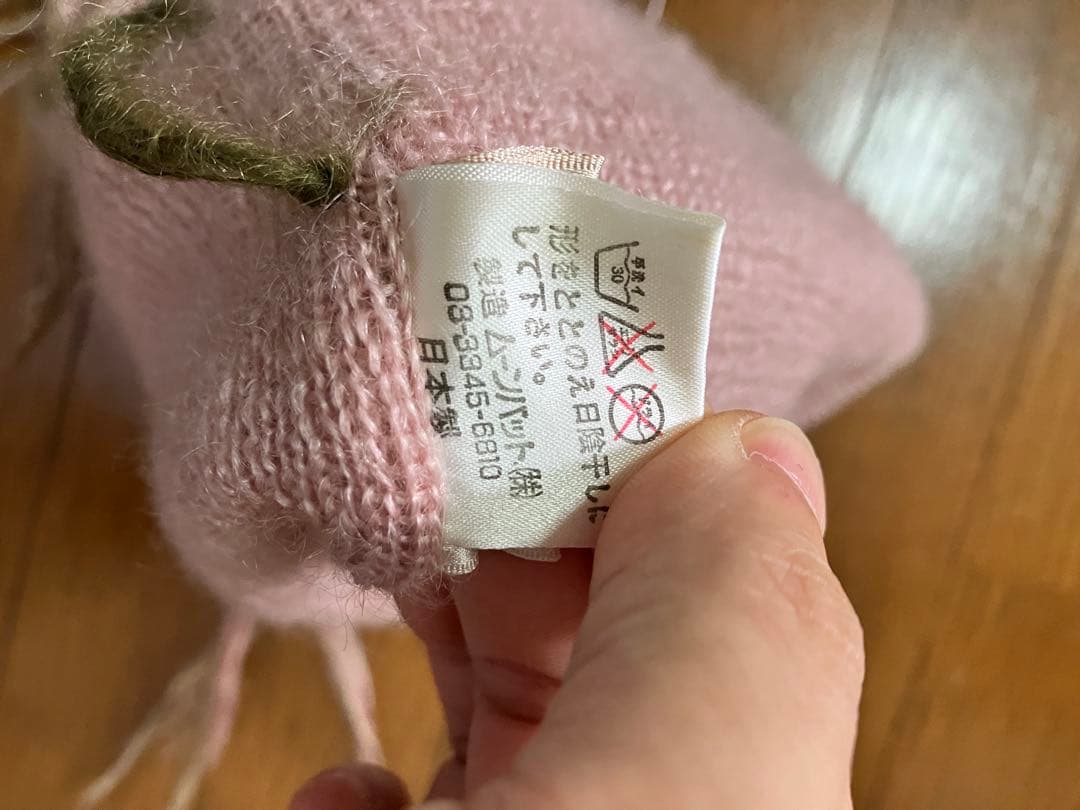 手洗イ
30
形をととのえ日陰干しに
して下さい。
製造 ムーンバット㈱
03-3345-6810
日本製